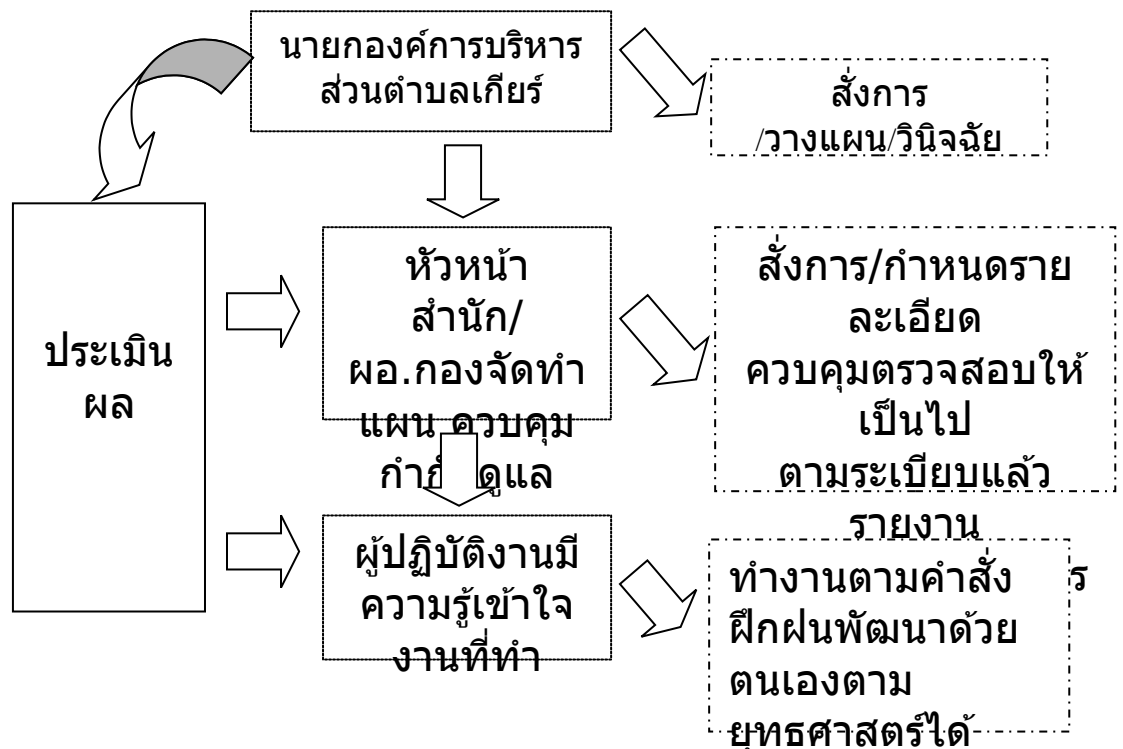 นายกองค์การบริหาร
ส่วนตำบลเกียร์
สั่งการ
/วางแผน/วินิจฉัย
ประเมิน
ผล
หัวหน้า
สำนัก/
ผอ.กองจัดทำ
แผน ควบคุม
กำกับดูแล
สั่งการ/กำหนดราย
ละเอียด
ควบคุมตรวจสอบให้
เป็นไป
ตามระเบียบแล้ว
รายงาน
ผู้ปฏิบัติงานมี
ความรู้เข้าใจ
งานที่ทำ
ทำงานตามคำสั่ง
ฝึกฝนพัฒนาด้วย
ตนเองตาม
ยุทธศาสตร์ได้